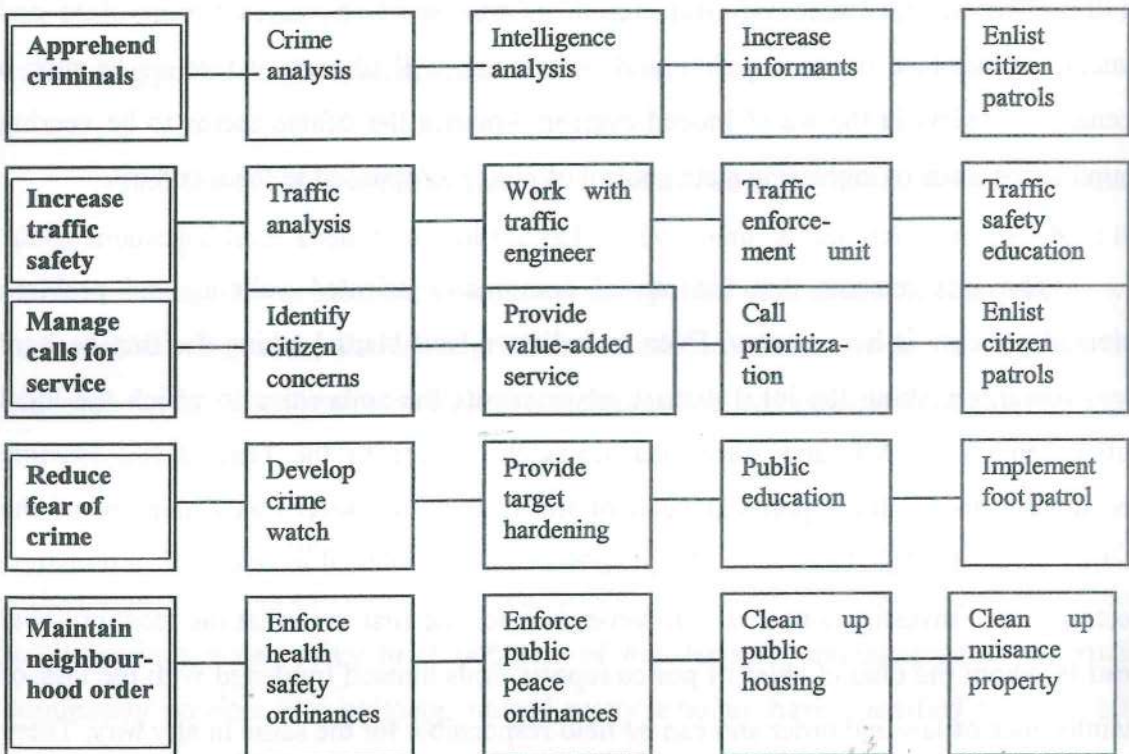 Apprehend
criminals
Crime
analysis
Intelligence
analysis
Increase
informants
Enlist
citizen
patrols
Increase
traffic
safety
Traffic
analysis
Work with
traffic
engineer
Traffic
enforce-
ment unit
Traffic
safety
education
Manage
calls for
service
Identify
citizen
concerns
Provide
value-added
service
Call
prioritiza-
tion
Enlist
citizen
patrols
Reduce
fear of
crime
Develop
crime
watch
Provide
target
hardening
Public
education
Implement
foot patrol
Maintain
neighbour-
hood order
Enforce
health
safety
ordinances
Enforce
public
peace
ordinances
Clean up
public
housing
Clean up
nuisance
property